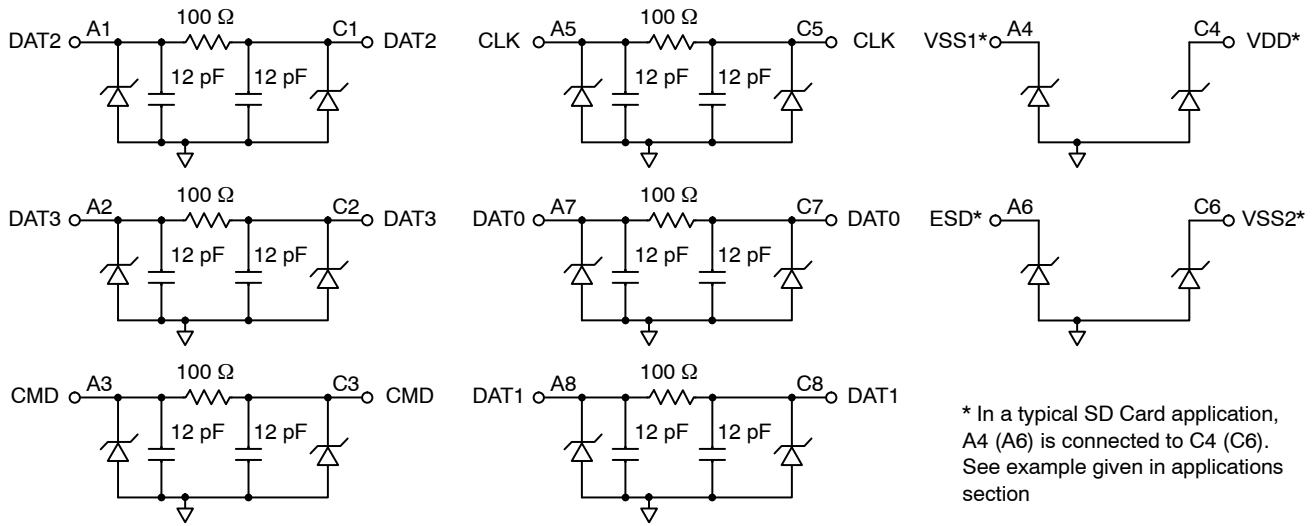 100 Ω
DAT2 A1 C1 DAT2
12 pF 12 pF
100 Ω
CLK A5 C5 CLK
12 pF 12 pF
VSS1* A4 C4 VDD*
100 Ω
DAT3 A2 C2 DAT3
12 pF 12 pF
100 Ω
DAT0 A7 C7 DAT0
12 pF 12 pF
ESD* A6 C6 VSS2*
100 Ω
CMD A3 C3 CMD
12 pF 12 pF
100 Ω
DAT1 A8 C8 DAT1
12 pF 12 pF
* In a typical SD Card application,
A4 (A6) is connected to C4 (C6).
See example given in applications
section